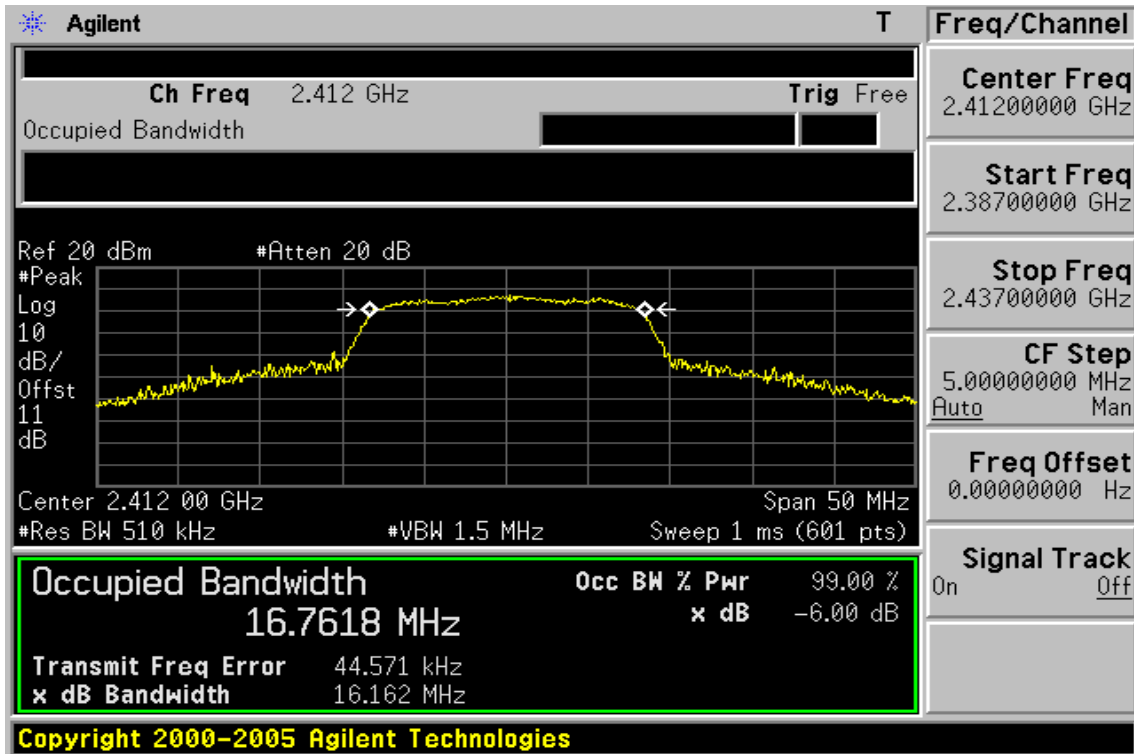 Agilent T Freq/Channel
Ch Freq 2.412 GHz Trig Free
Occupied Bandwidth
Center Freq
2.41200000 GHz
Start Freq
2.38700000 GHz
Stop Freq
2.43700000 GHz
CF Step
5.00000000 MHz
Auto Man
Freq Offset
0.00000000 Hz
Signal Track
On Off
Ref 20 dBm #Atten 20 dB
#Peak
Log
10
dB/
Offst
11
dB
Center 2.412 00 GHz Span 50 MHz
#Res BW 510 kHz #VBW 1.5 MHz Sweep 1 ms (601 pts)
Occupied Bandwidth Occ BW % Pwr 99.00 %
16.7618 MHz x dB -6.00 dB
Transmit Freq Error 44.571 kHz
x dB Bandwidth 16.162 MHz
Copyright 2000-2005 Agilent Technologies